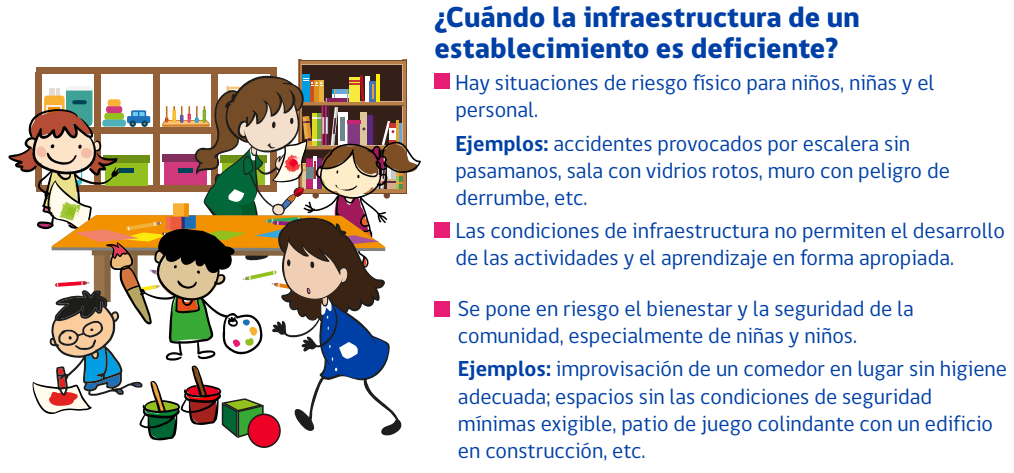 ¿Cuándo la infraestructura de un
establecimiento es deficiente?
Hay situaciones de riesgo físico para niños, niñas y el
personal.
Ejemplos: accidentes provocados por escalera sin
pasamanos, sala con vidrios rotos, muro con peligro de
derrumbe, etc.
Las condiciones de infraestructura no permiten el desarrollo
de las actividades y el aprendizaje en forma apropiada.
Se pone en riesgo el bienestar y la seguridad de la
comunidad, especialmente de niñas y niños.
Ejemplos: improvisación de un comedor en lugar sin higiene
adecuada; espacios sin las condiciones de seguridad
mínimas exigible, patio de juego colindante con un edificio
en construcción, etc.